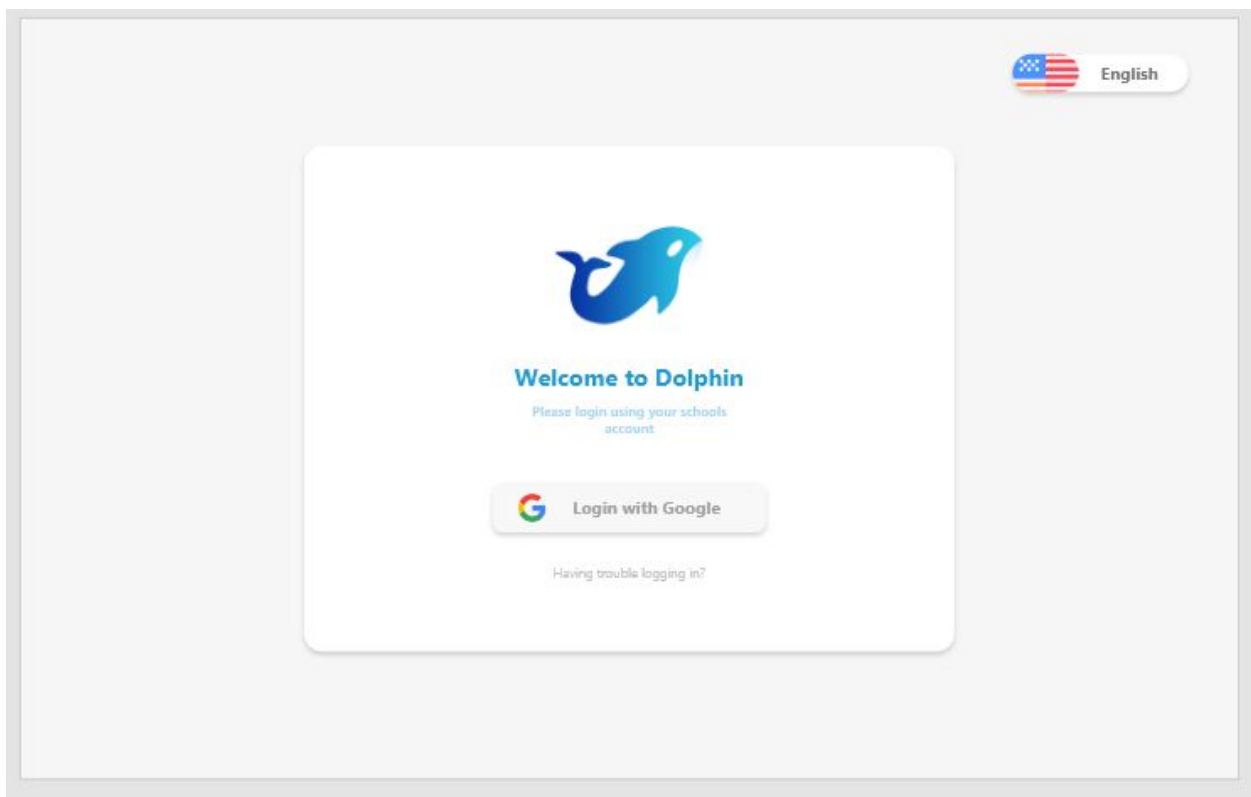 English
Welcome to Dolphin
Please login using your schools
account
Login with Google
Having trouble logging in?